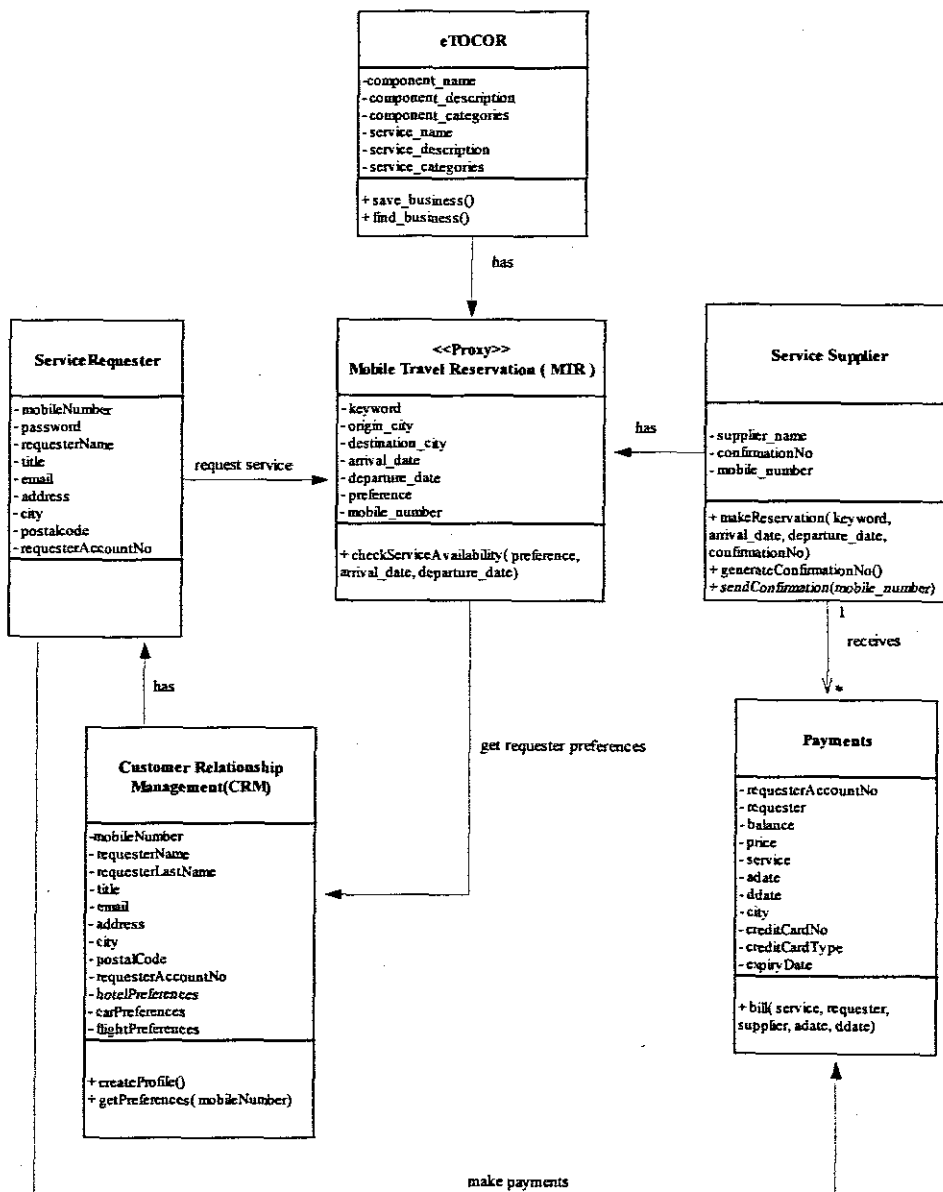 eTOCOR
-component_name
- component_description
- component_categories
- service_name
- service_description
- service_categories
+ save_business()
+ find_business()
has
ServiceRequester
- mobileNumber
- password
- requesterName
- title
- email
- address
- city
- postalcode
- requesterAccountNo
request service
<<Proxy>>
Mobile Travel Reservation ( MTR )
- keyword
- origin_city
- destination_city
- arrival_date
- departure_date
- preference
- mobile_number
+ checkServiceAvailability( preference,
arrival_date, departure_date)
has
Service Supplier
- supplier_name
- confirmationNo
- mobile_number
+ makeReservation( keyword,
arrival_date, departure_date,
confirmationNo)
+ generateConfirmationNo()
+ sendConfirmation(mobile_number)
1
receives
*
has
get requester preferences
Customer Relationship
Management(CRM)
-mobileNumber
- requesterName
- requesterLastName
- title
- email
- address
- city
- postalCode
- requesterAccountNo
- hotelPreferences
- carPreferences
- flightPreferences
+ createProfile()
+ getPreferences( mobileNumber)
Payments
- requesterAccountNo
- requester
- balance
- price
- service
- adate
- ddate
- city
- creditCardNo
- creditCardType
- expiryDate
+ bill( service, requester,
supplier, adate, ddate)
make payments